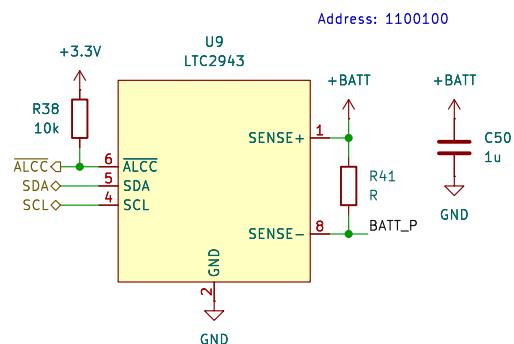 Address: 1100100
U9
LTC2943
+3.3V
R38
10k
ALCC
SDA
SCL
6
5
4
ALCC
SDA
SCL
SENSE+
1
SENSE-
8
GND
2
GND
+BATT
R41
R
BATT_P
+BATT
C50
1u
GND